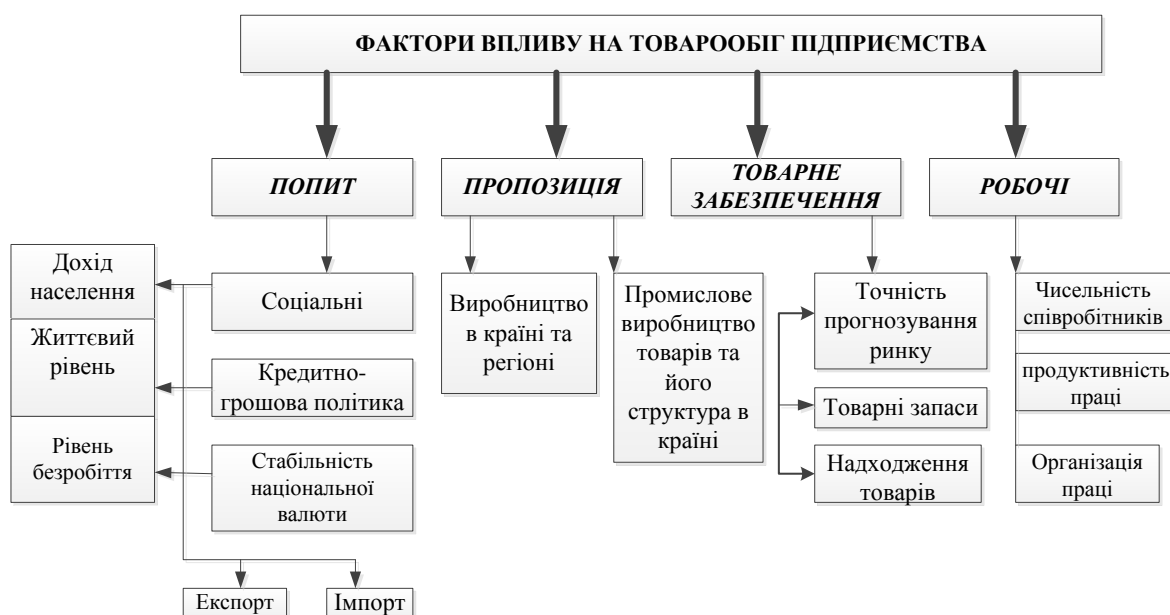 ФАКТОРИ ВПЛИВУ НА ТОВАРООБІГ ПІДПРИЄМСТВА
ПОПИТ
ПРОПОЗИЦІЯ
ТОВАРНЕ
ЗАБЕЗПЕЧЕННЯ
РОБОЧІ
Дохід
населення
Життєвий
рівень
Рівень
безробіття
Соціальні
Кредитно-
грошова політика
Стабільність
національної
валюти
Експорт
Імпорт
Виробництво
в країні та
регіоні
Промислове
виробництво
товарів та
його
структура в
країні
Точність
прогнозування
ринку
Товарні запаси
Надходження
товарів
Чисельність
співробітників
продуктивність
праці
Організація
праці